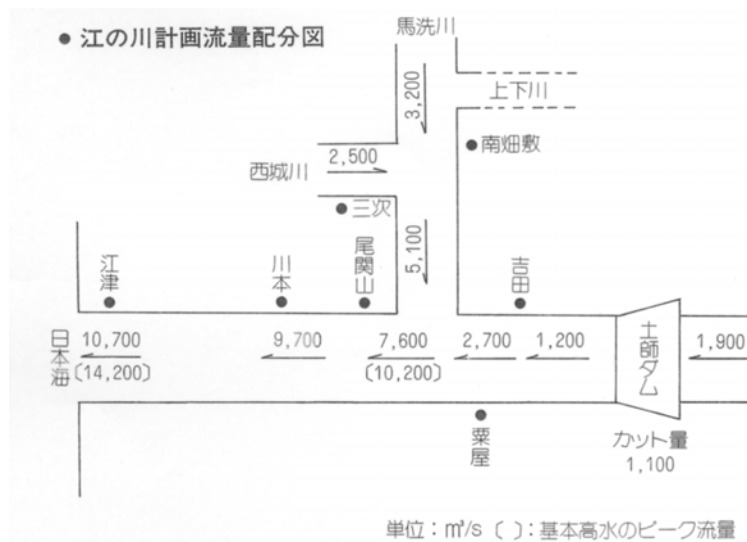 ● 江の川計画流量配分図
馬洗川
3,200
上下川
南畑敷
西城川
2,500
三次
5,100
江津
川本
尾関山
吉田
日本海
10,700
(14,200)
9,700
7,600
(10,200)
2,700
1,200
土師ダム
1,900
粟屋
カット量
1,100
単位：㎥/s ( )：基本高水のピーク流量